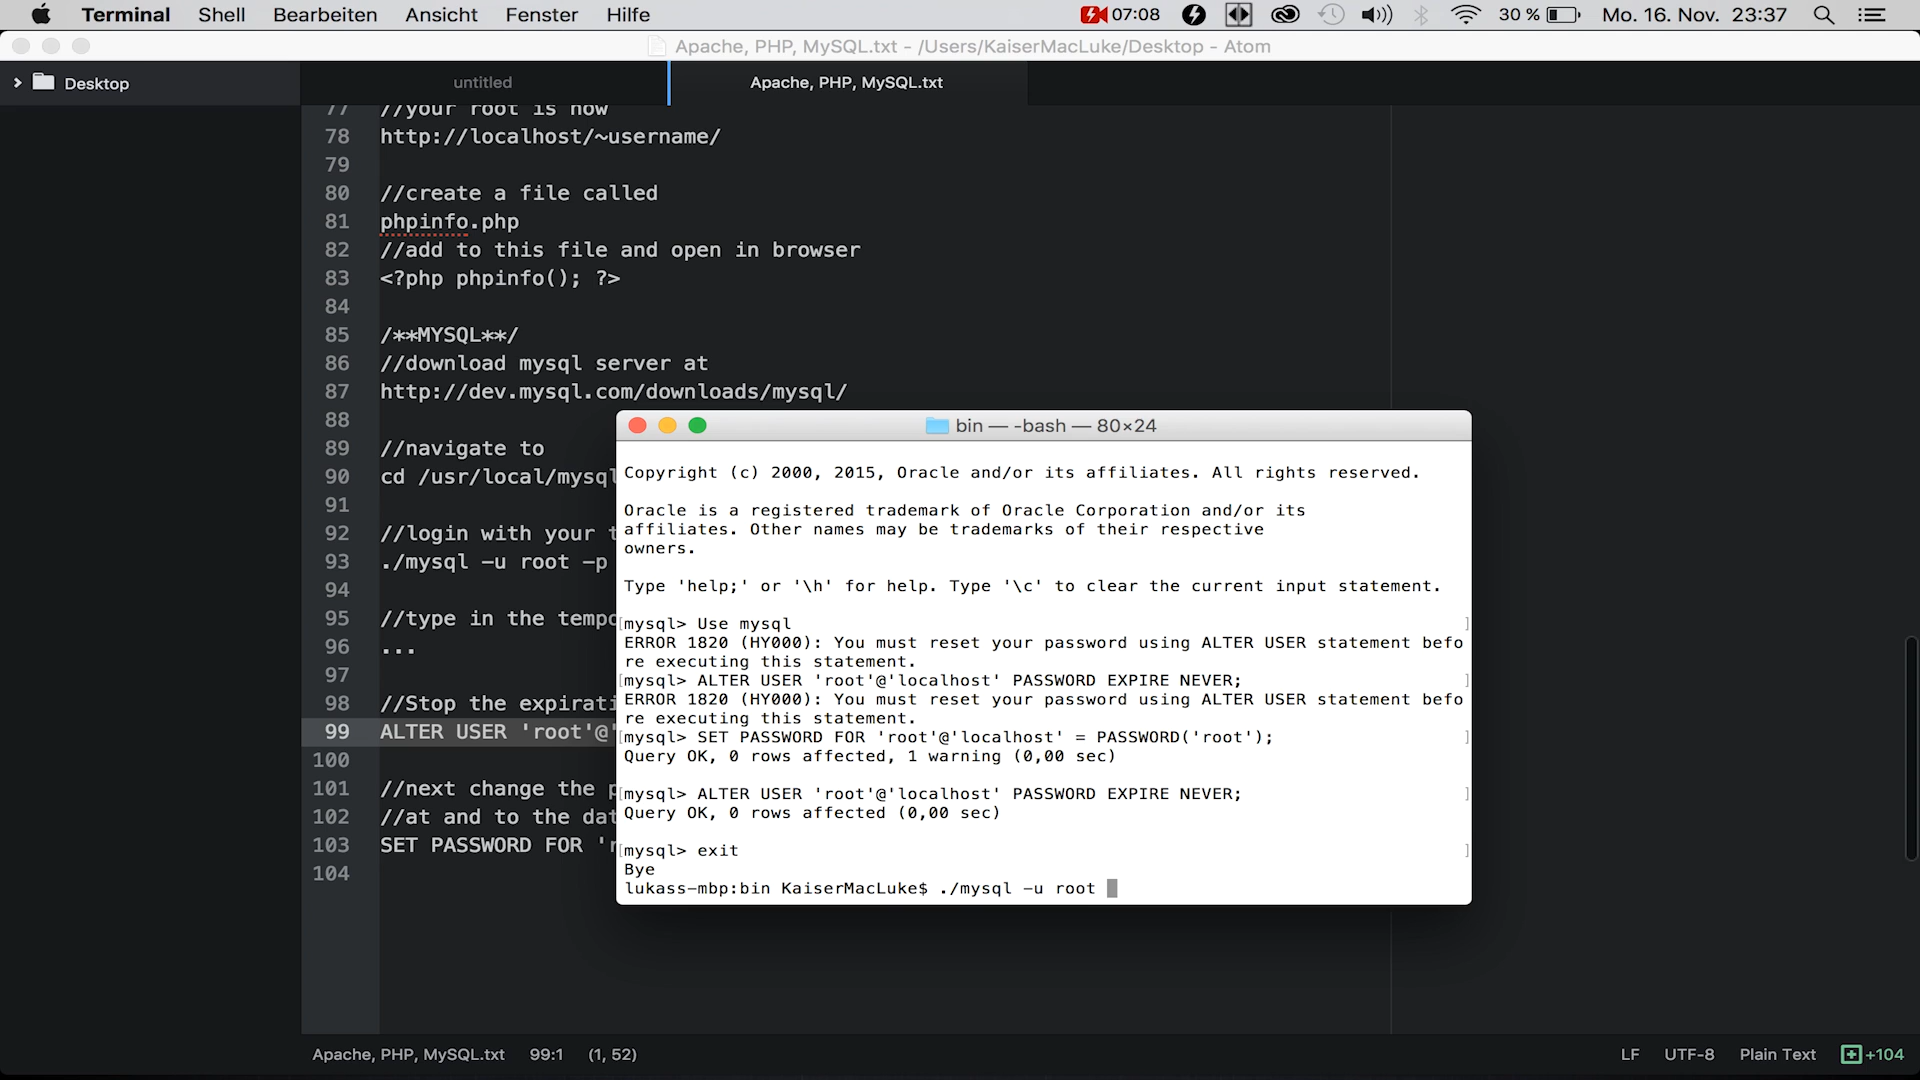 Terminal Shell Bearbeiten Ansicht Fenster Hilfe 07:08 30 % Mo. 16. Nov. 23:37
Apache, PHP, MySQL.txt - /Users/KaiserMacLuke/Desktop - Atom
Desktop
untitled
Apache, PHP, MySQL.txt
77 //your root is now
78 http://localhost/~username/
79
80 //create a file called
81 phpinfo.php
82 //add to this file and open in browser
83 <?php phpinfo(); ?>
84
85 /**MYSQL**/
86 //download mysql server at
87 http://dev.mysql.com/downloads/mysql/
88
89 //navigate to
90 cd /usr/local/mysql
91
92 //login with your t
93 ./mysql -u root -p
94
95 //type in the tempo
96 ...
97
98 //Stop the expirati
99 ALTER USER 'root'@'
100
101 //next change the p
102 //at and to the dat
103 SET PASSWORD FOR 'r
104
bin — -bash — 80×24
Copyright (c) 2000, 2015, Oracle and/or its affiliates. All rights reserved.
Oracle is a registered trademark of Oracle Corporation and/or its
affiliates. Other names may be trademarks of their respective
owners.
Type 'help;' or '\h' for help. Type '\c' to clear the current input statement.
[mysql> Use mysql ]
ERROR 1820 (HY000): You must reset your password using ALTER USER statement befo
re executing this statement.
[mysql> ALTER USER 'root'@'localhost' PASSWORD EXPIRE NEVER; ]
ERROR 1820 (HY000): You must reset your password using ALTER USER statement befo
re executing this statement.
[mysql> SET PASSWORD FOR 'root'@'localhost' = PASSWORD('root'); ]
Query OK, 0 rows affected, 1 warning (0,00 sec)
[mysql> ALTER USER 'root'@'localhost' PASSWORD EXPIRE NEVER; ]
Query OK, 0 rows affected (0,00 sec)
[mysql> exit ]
Bye
lukass-mbp:bin KaiserMacLuke$ ./mysql -u root
Apache, PHP, MySQL.txt 99:1 (1, 52) LF UTF-8 Plain Text +104